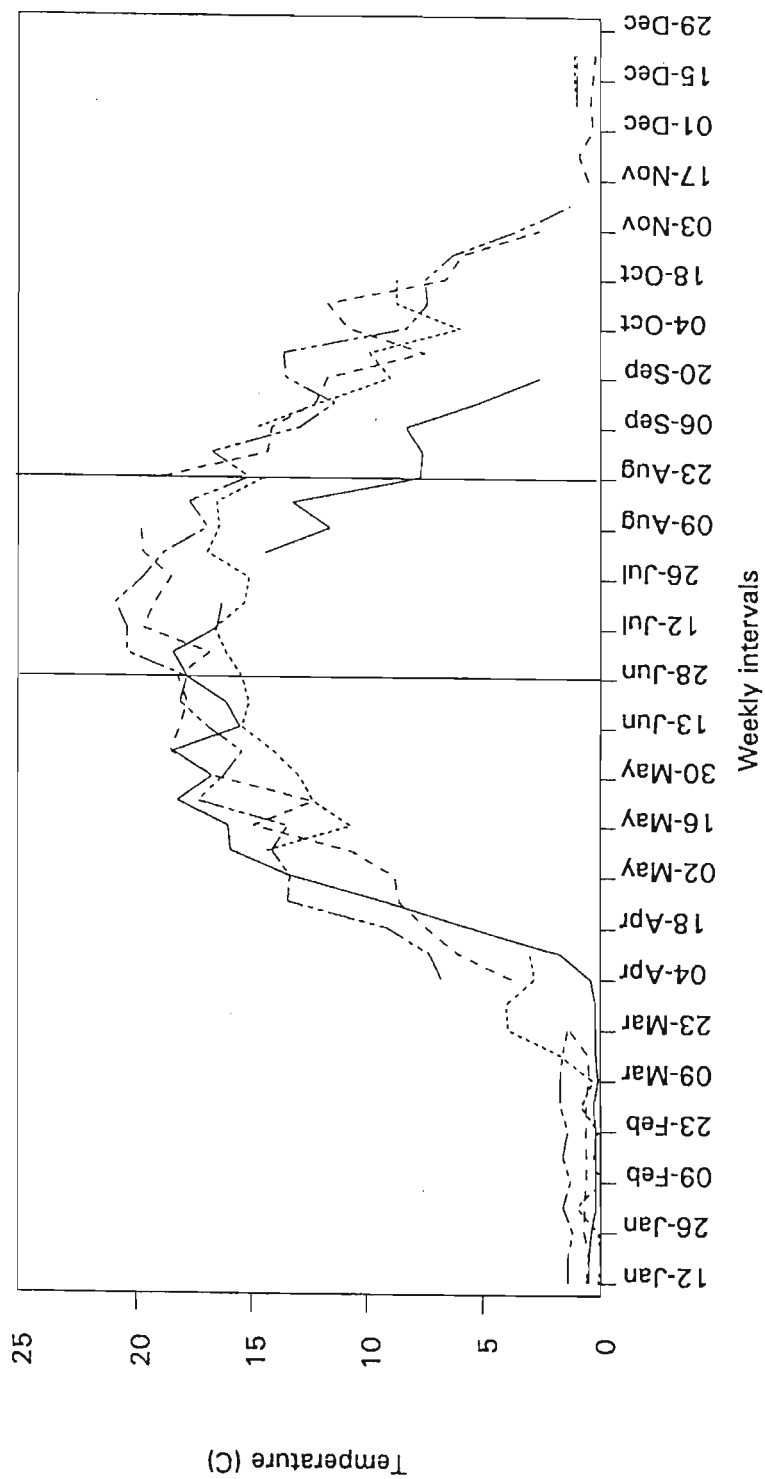 Temperature (C)
25
20
15
10
5
0
12-Jan
26-Jan
09-Feb
23-Feb
09-Mar
23-Mar
04-Apr
18-Apr
02-May
16-May
30-May
13-Jun
28-Jun
12-Jul
26-Jul
09-Aug
23-Aug
06-Sep
20-Sep
04-Oct
18-Oct
03-Nov
17-Nov
01-Dec
15-Dec
29-Dec
Weekly intervals